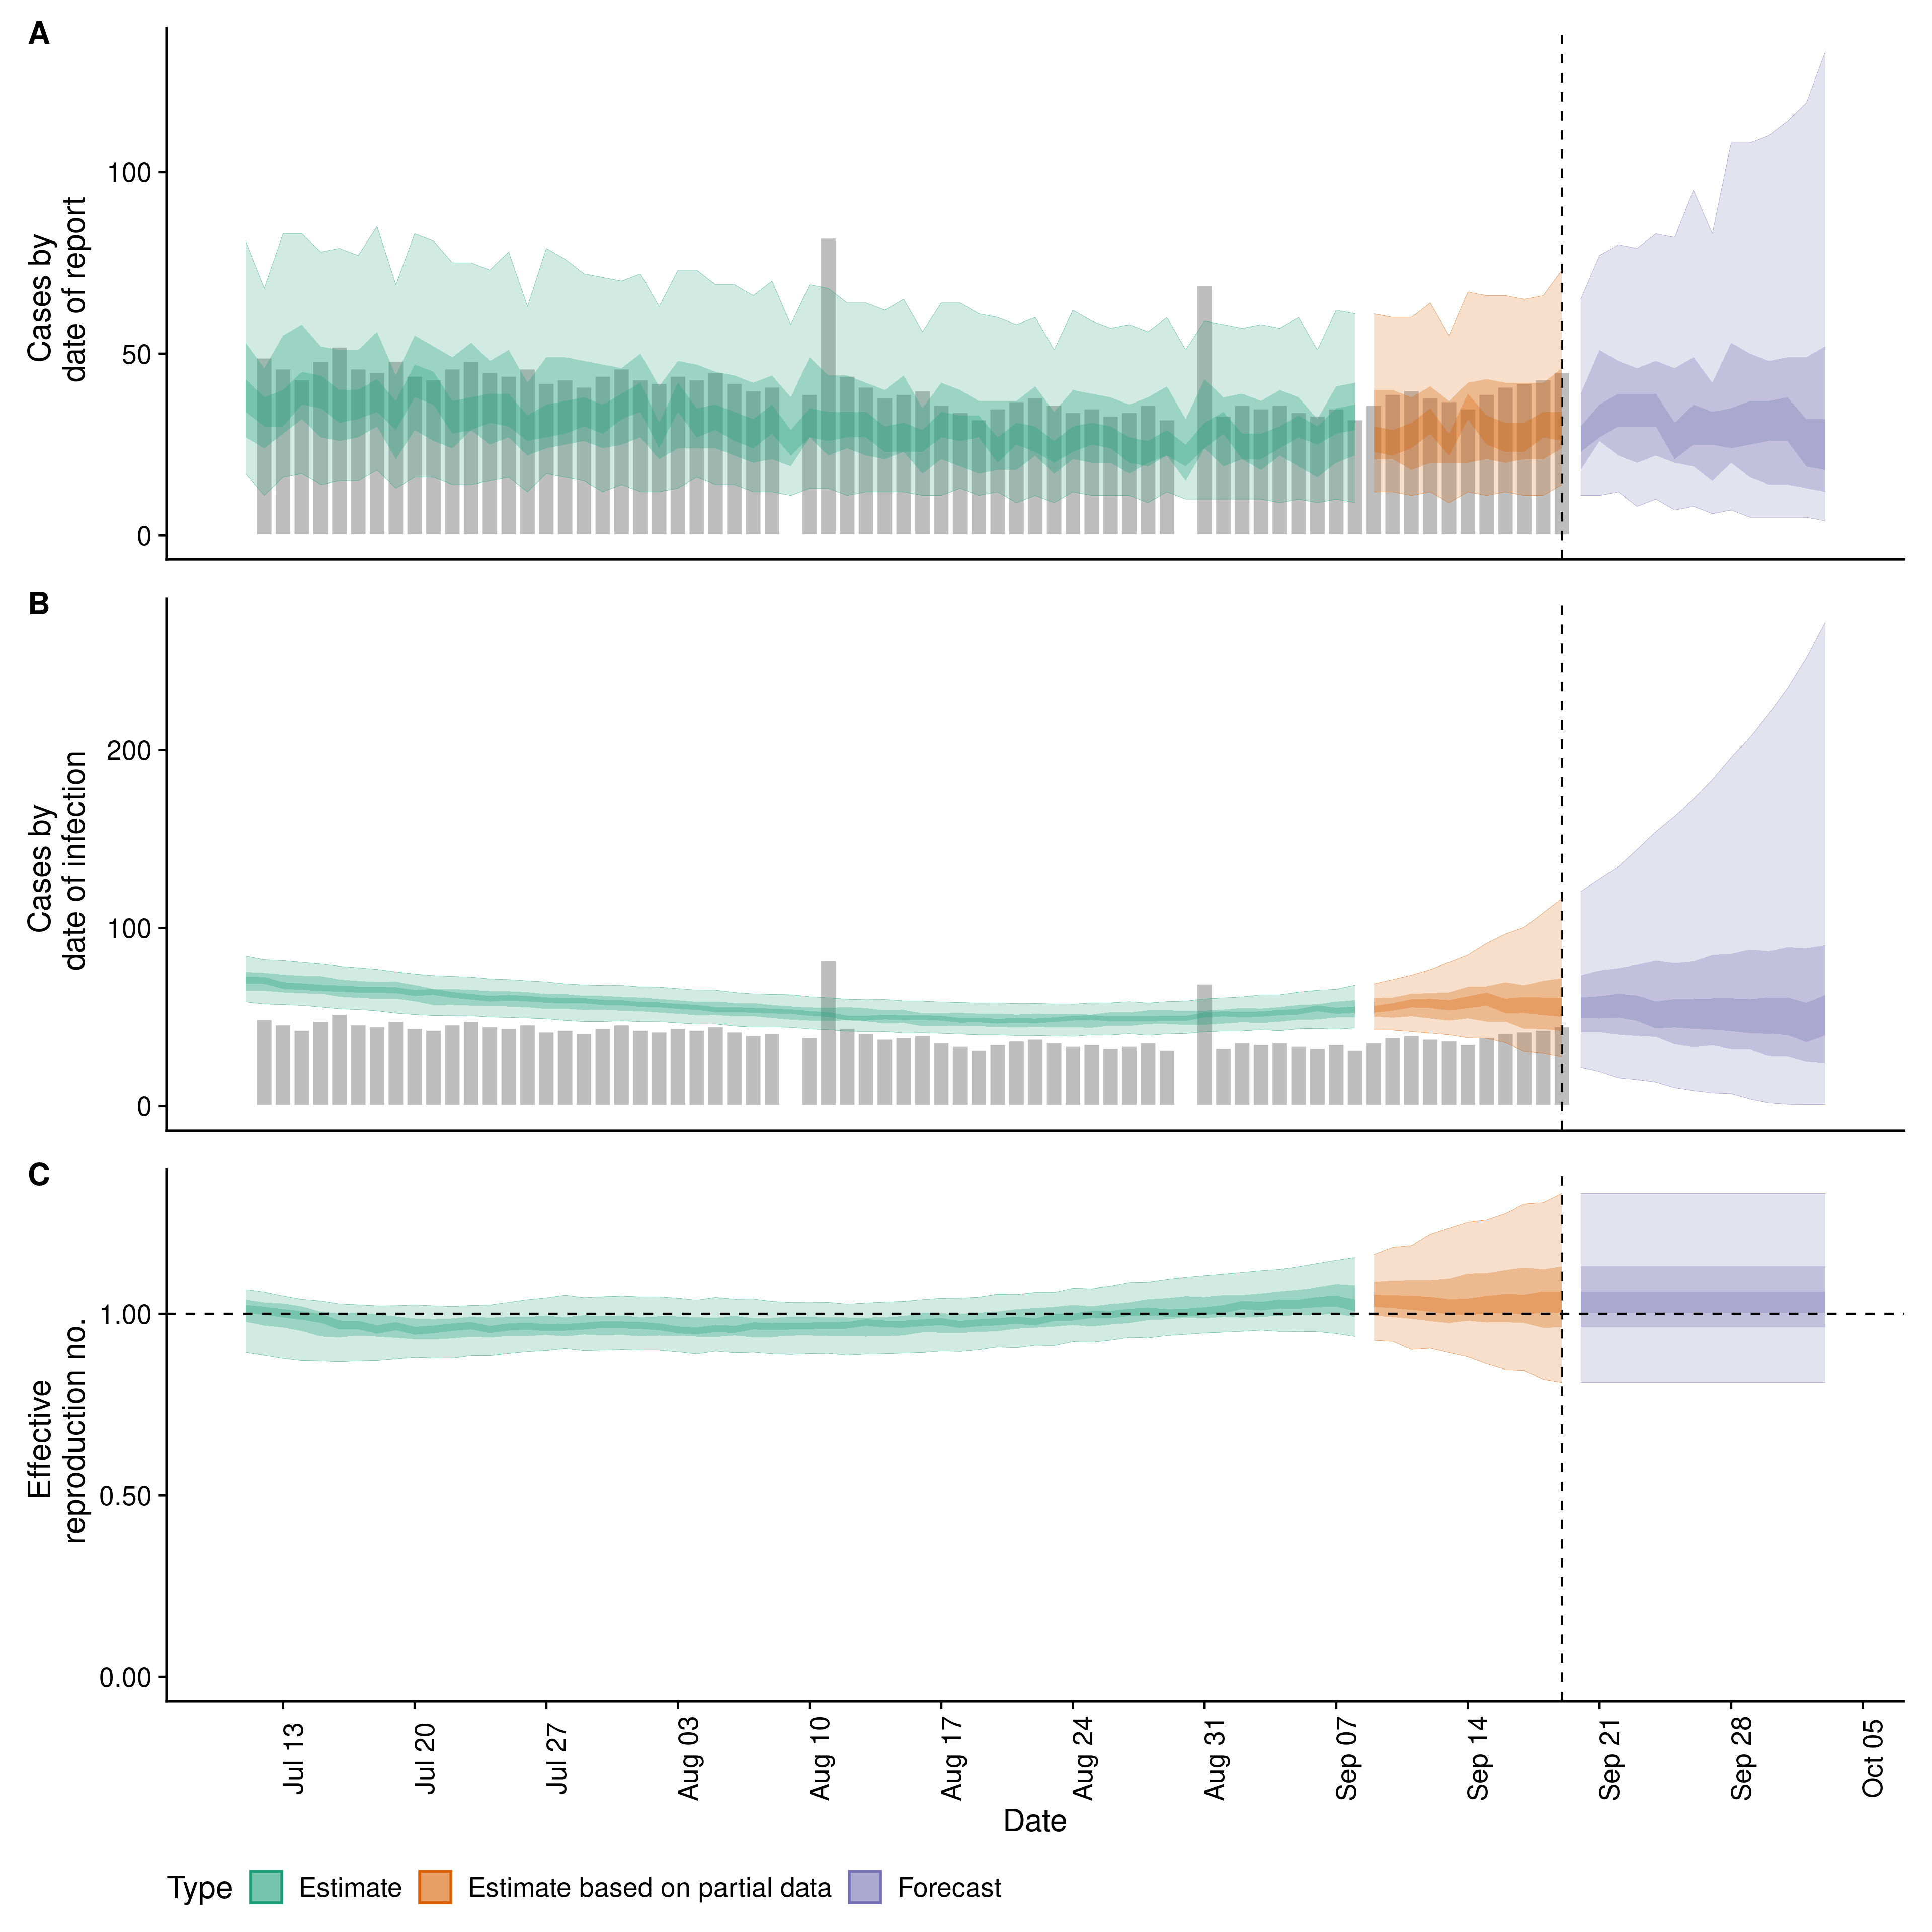 A
Cases by
date of report
100
50
0
B
Cases by
date of infection
200
100
0
C
Effective
reproduction no.
1.00
0.50
0.00
Jul 13
Jul 20
Jul 27
Aug 03
Aug 10
Aug 17
Aug 24
Aug 31
Sep 07
Sep 14
Sep 21
Sep 28
Oct 05
Date
Type Estimate Estimate based on partial data Forecast